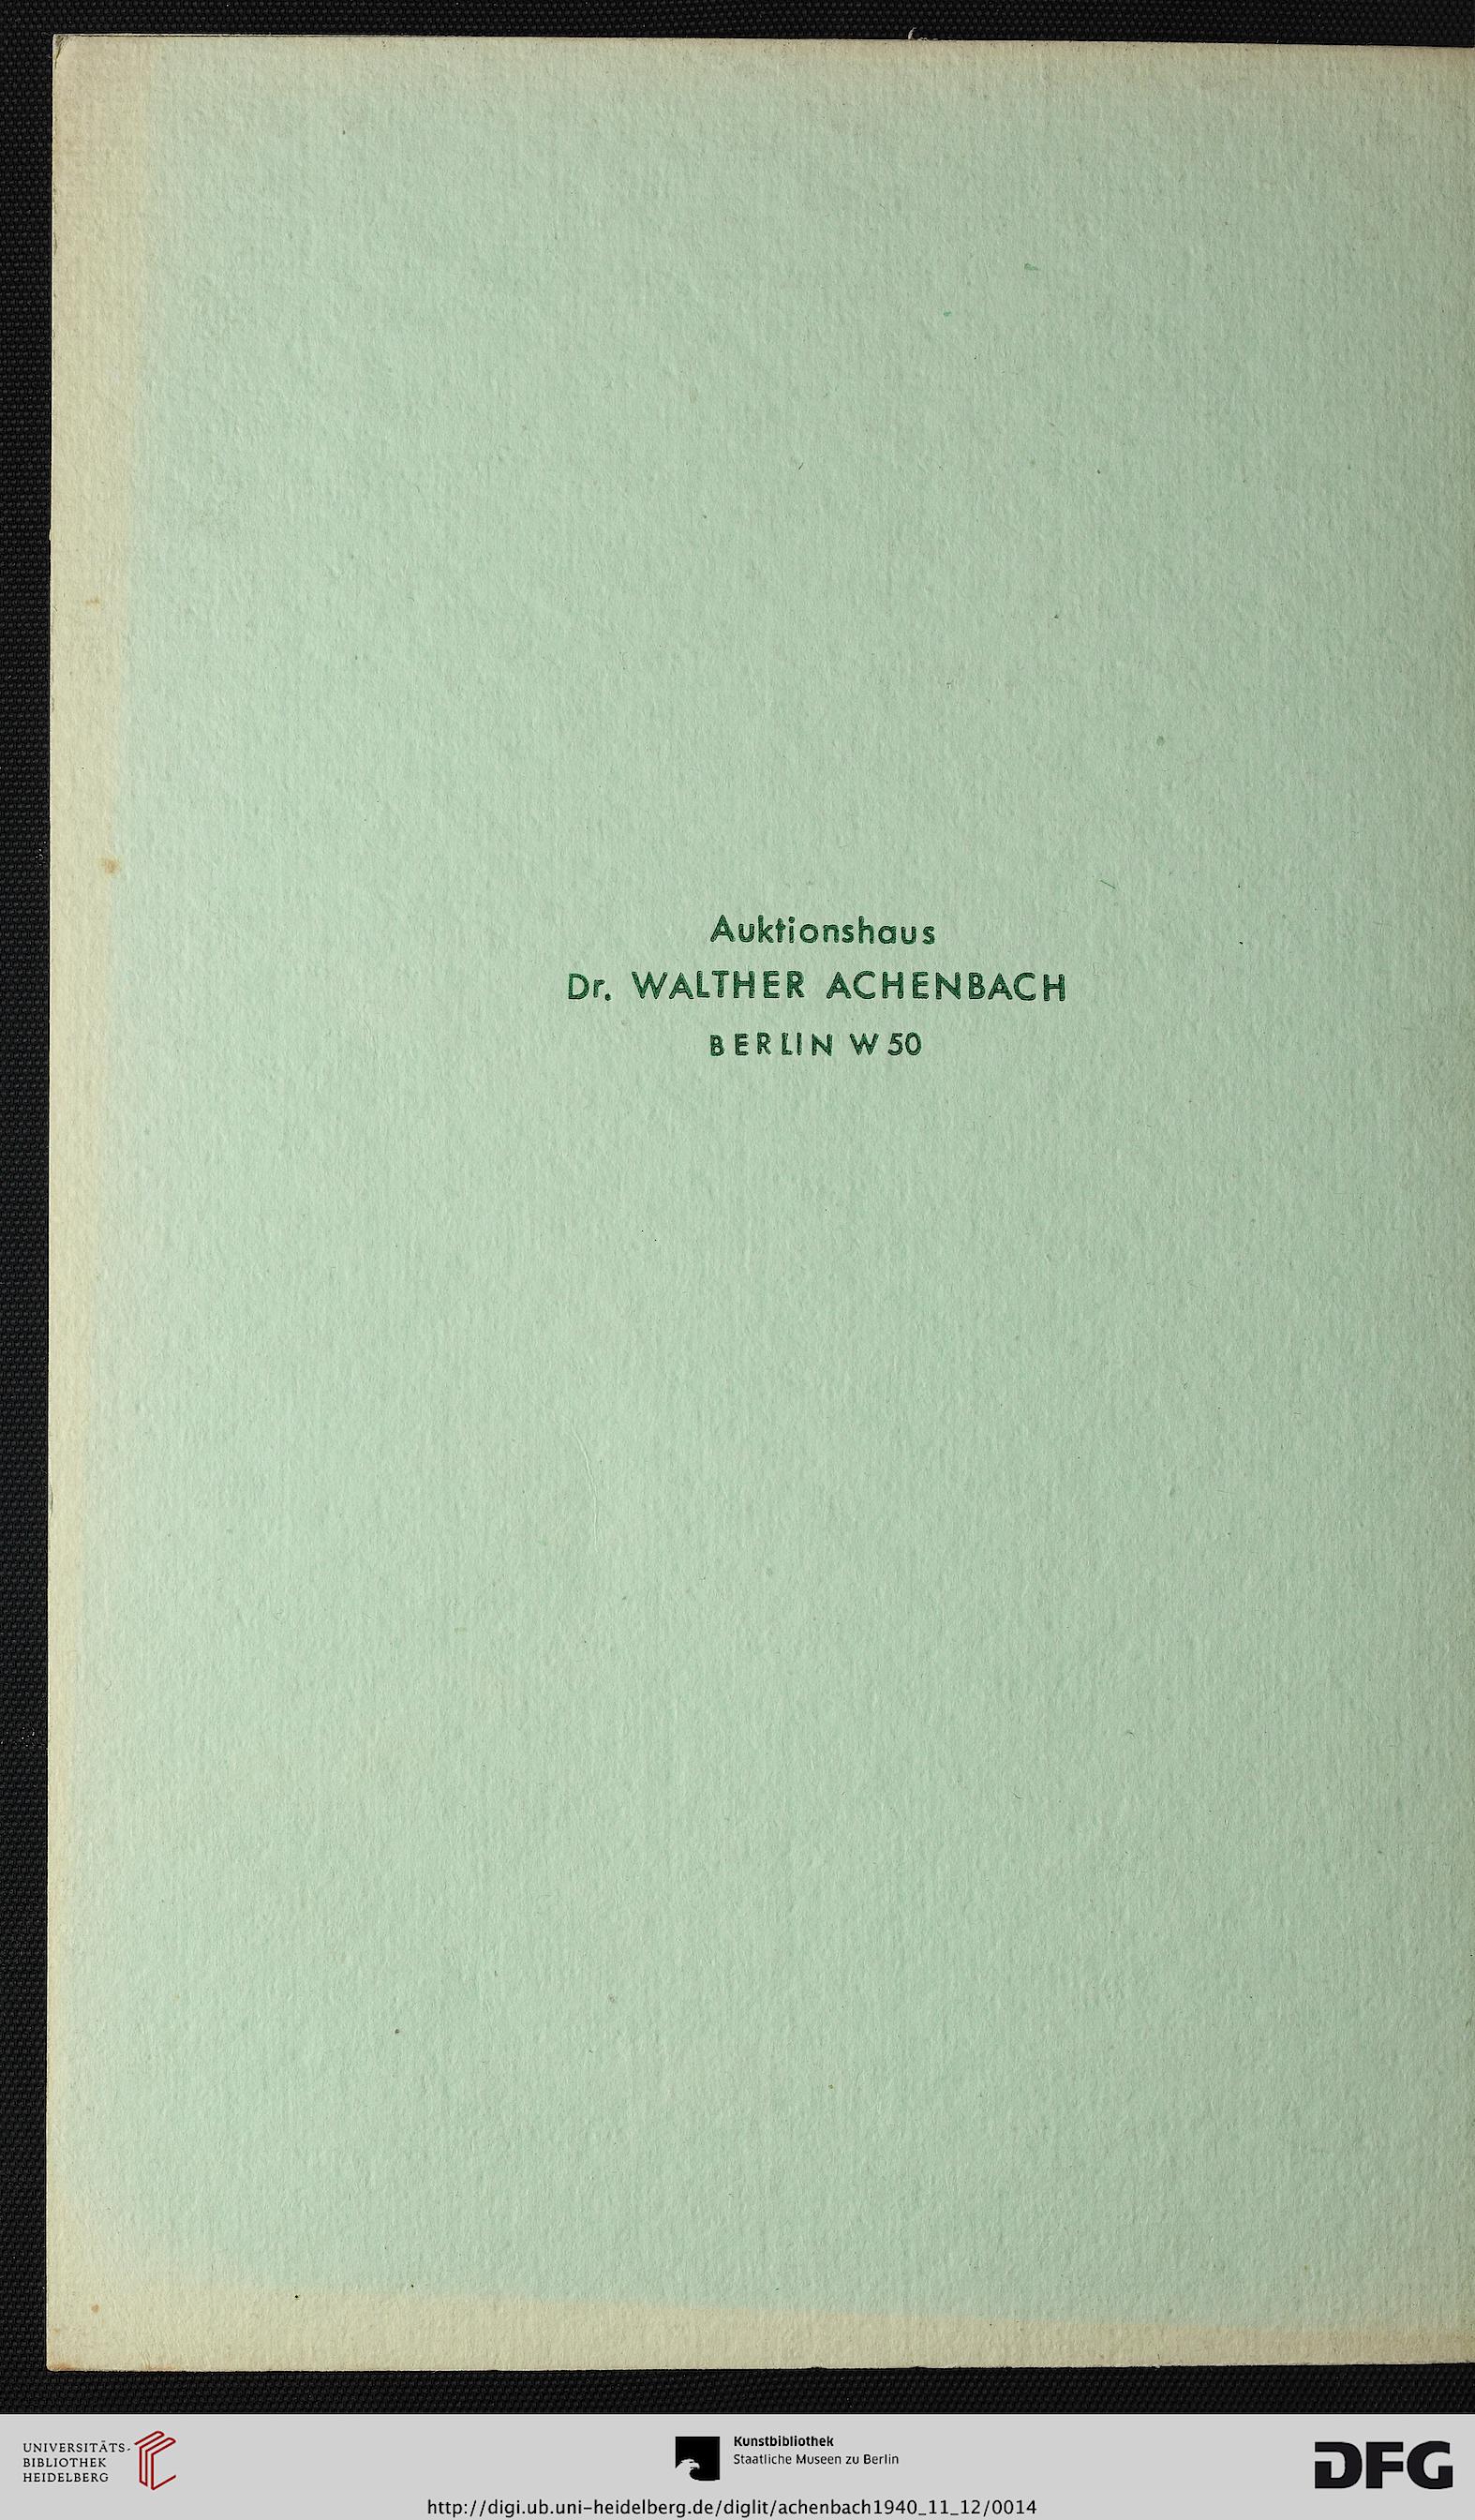 Auktionshaus
Dr. WALTHER ACHENBACH
BERLIN W 50
UNIVERSITÄTS-
BIBLIOTHEK
HEIDELBERG
Kunstbibliothek
Staatliche Museen zu Berlin
DFG
http://digi.ub.uni-heidelberg.de/diglit/achenbach1940_11_12/0014